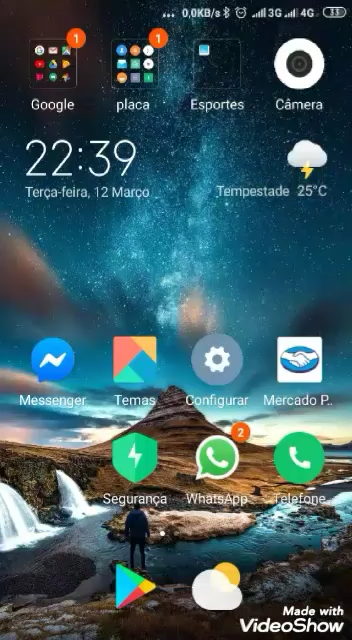 ... 0,0KB/s 3G 4G 33
1 1
Google placa Esportes Câmera
22:39
Terça-feira, 12 Março
Tempestade 25°C
Messenger Temas Configurar Mercado P..
2
Segurança WhatsApp Telefone
Made with
VideoShow